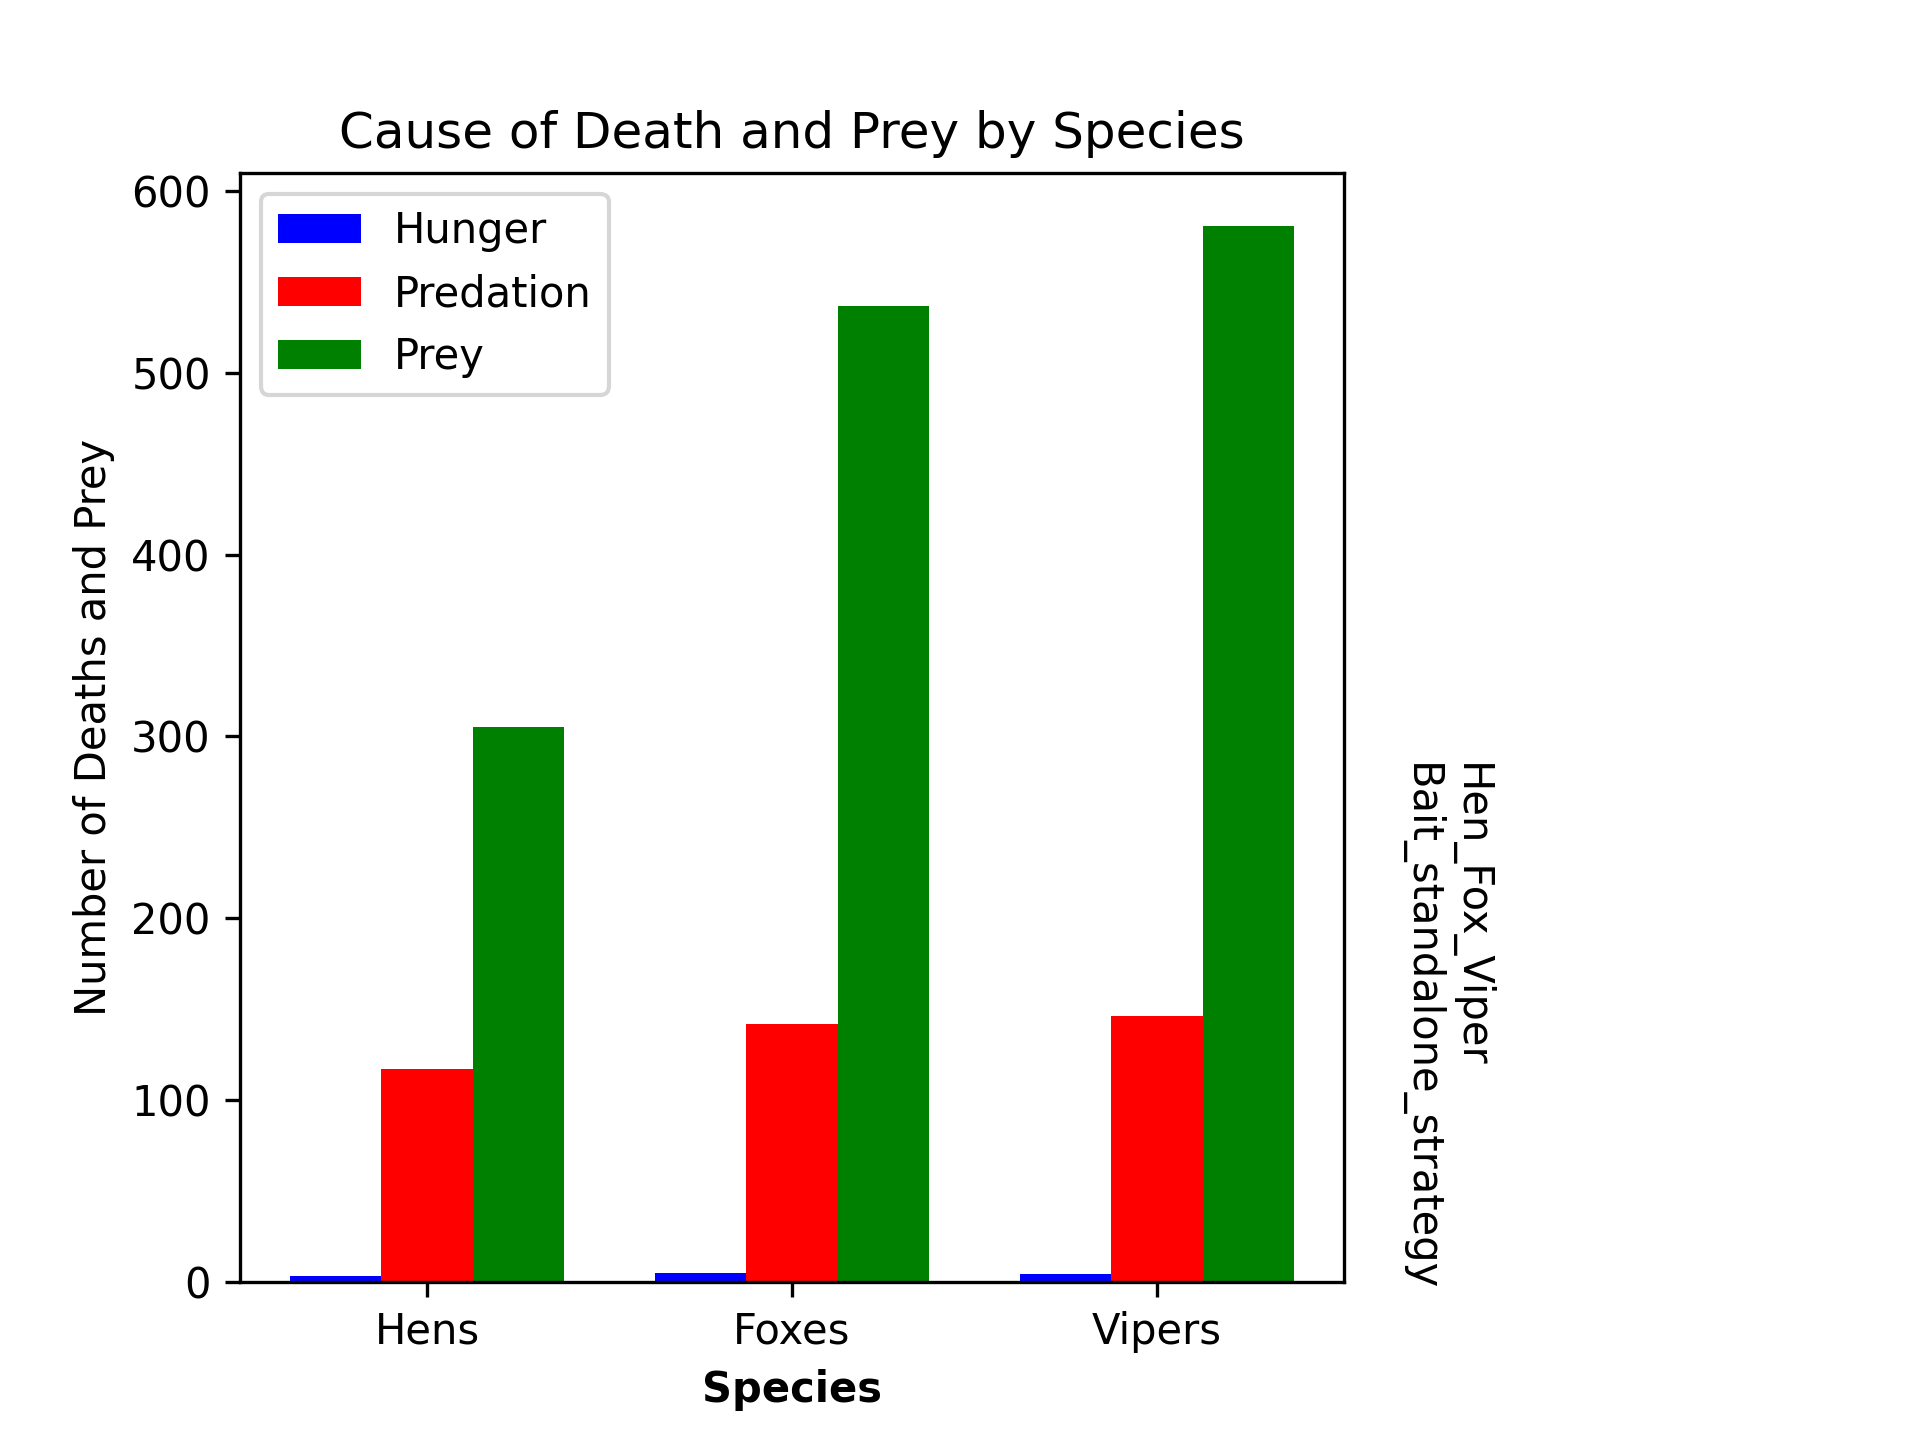 Cause of Death and Prey by Species
Hunger
Predation
Prey
600
500
400
300
200
100
0
Number of Deaths and Prey
Hens
Foxes
Vipers
Species
Hen_Fox_Viper
Bait_standalone_strategy